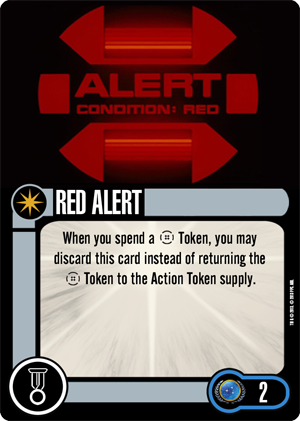 ALERT
CONDITION: RED
RED ALERT
When you spend a Token, you may
discard this card instead of returning the
Token to the Action Token supply.
2